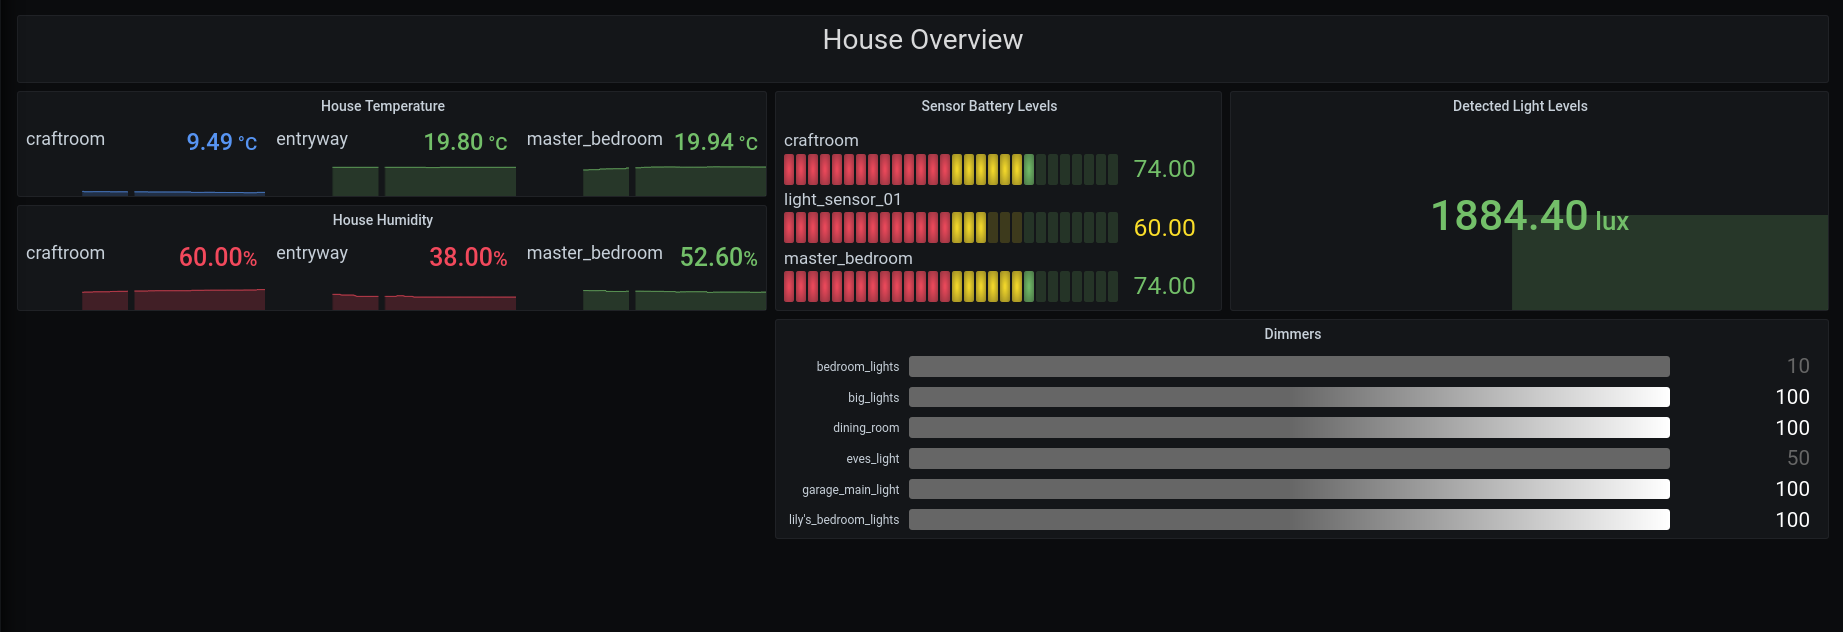 House Overview
House Temperature
craftroom 9.49 °C entryway 19.80 °C master_bedroom 19.94 °C
House Humidity
craftroom 60.00% entryway 38.00% master_bedroom 52.60%
Sensor Battery Levels
craftroom
74.00
light_sensor_01
60.00
master_bedroom
74.00
Detected Light Levels
1884.40 lux
Dimmers
bedroom_lights 10
big_lights 100
dining_room 100
eves_light 50
garage_main_light 100
lily's_bedroom_lights 100